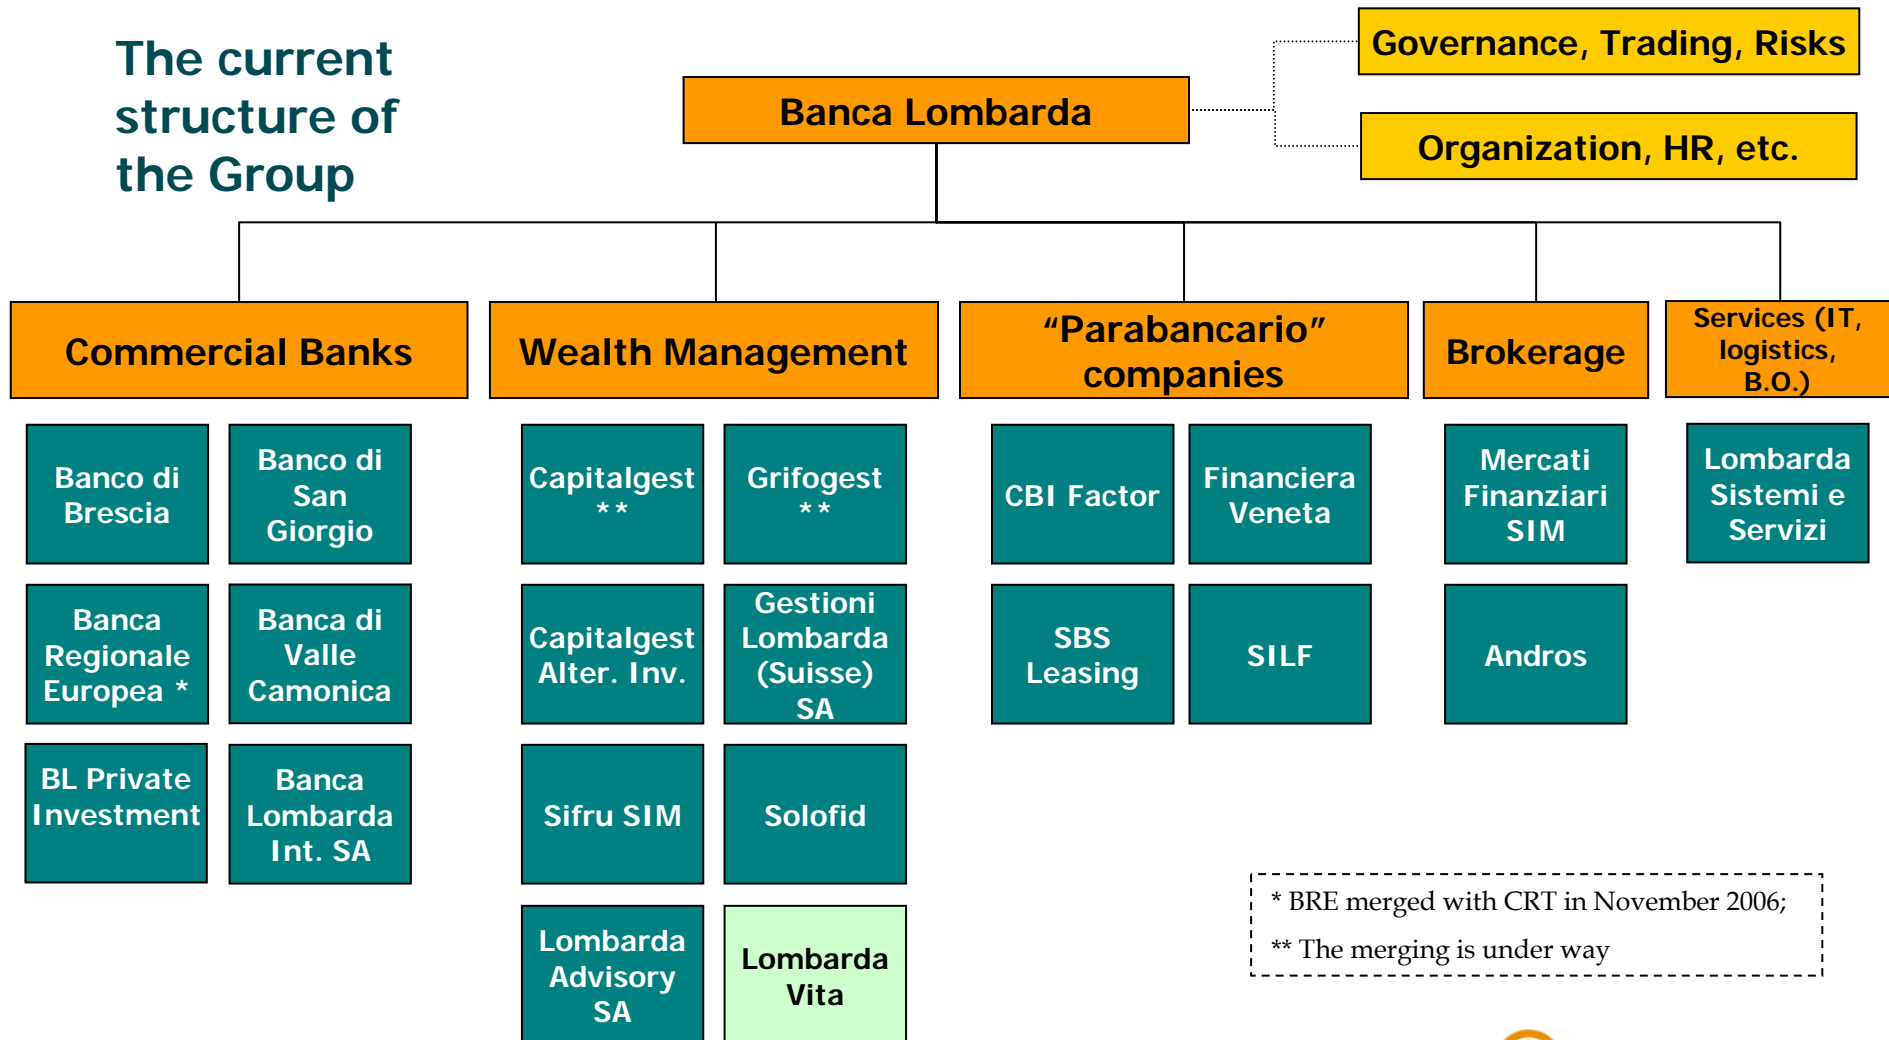 The current
structure of
the Group
Banca Lombarda
Governance, Trading, Risks
Organization, HR, etc.
Commercial Banks
Wealth Management
“Parabancario”
companies
Brokerage
Services (IT,
logistics,
B.O.)
Banco di
Brescia
Banco di
San
Giorgio
Banca
Regionale
Europea *
Banca di
Valle
Camonica
BL Private
Investment
Banca
Lombarda
Int. SA
Capitalgest
**
Grifogest
**
Capitalgest
Alter. Inv.
Gestioni
Lombarda
(Suisse)
SA
Sifru SIM
Solofid
Lombarda
Advisory
SA
Lombarda
Vita
CBI Factor
Financiera
Veneta
SBS
Leasing
SILF
Mercati
Finanziari
SIM
Andros
Lombarda
Sistemi e
Servizi
* BRE merged with CRT in November 2006;
** The merging is under way